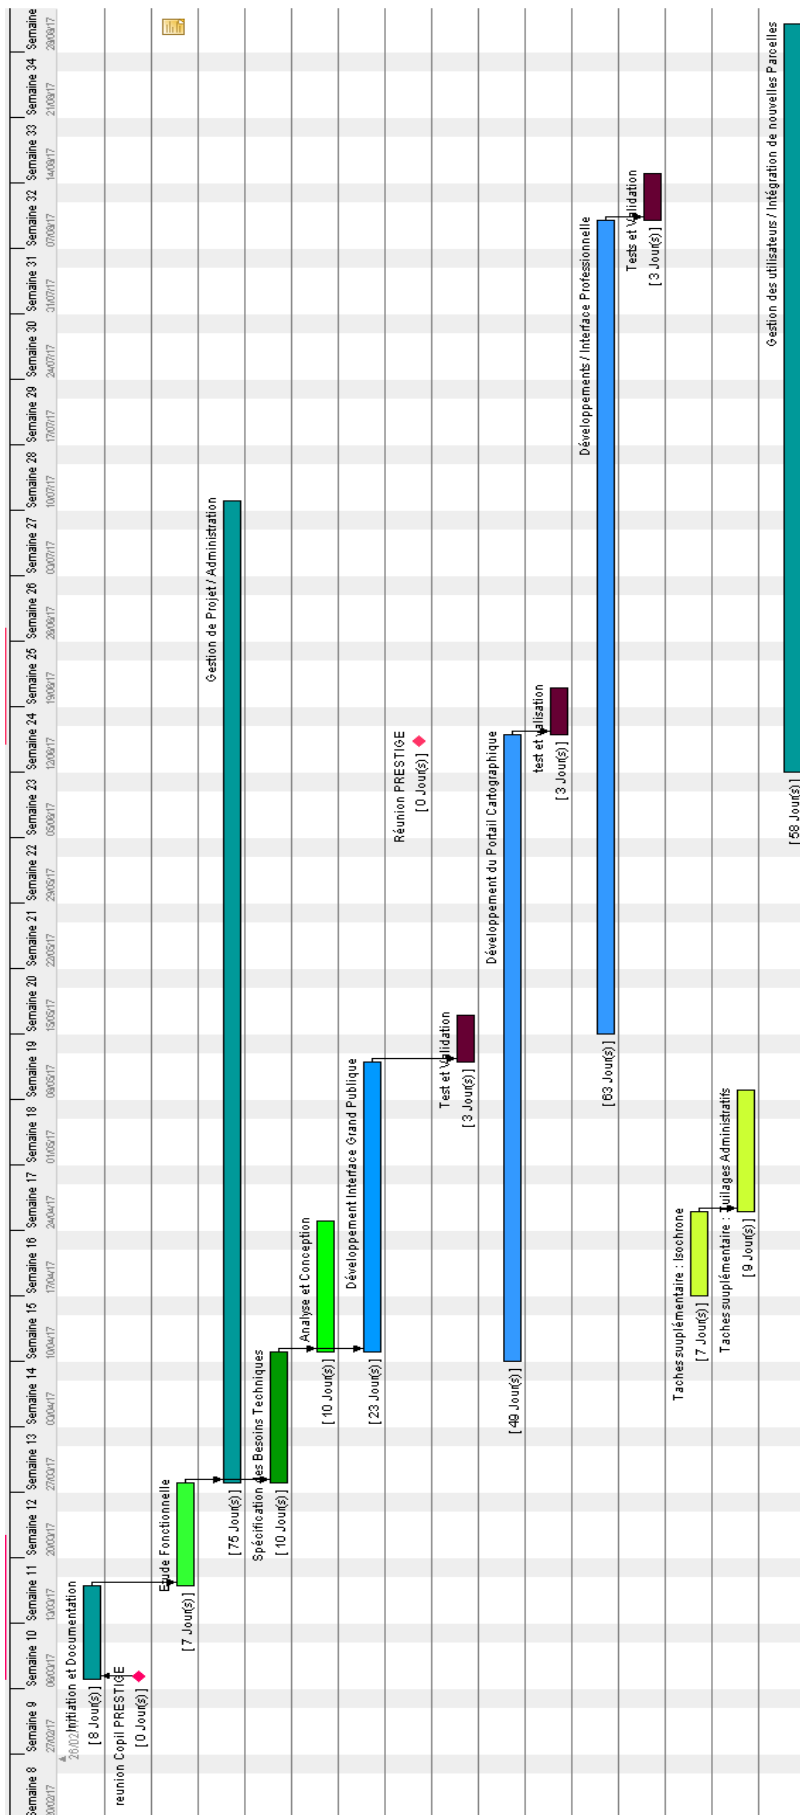 Semaine 8
20/02/17
Semaine 9
27/02/17
Semaine 10
06/03/17
Semaine 11
13/03/17
Semaine 12
20/03/17
Semaine 13
27/03/17
Semaine 14
03/04/17
Semaine 15
10/04/17
Semaine 16
17/04/17
Semaine 17
24/04/17
Semaine 18
01/05/17
Semaine 19
08/05/17
Semaine 20
15/05/17
Semaine 21
22/05/17
Semaine 22
29/05/17
Semaine 23
05/06/17
Semaine 24
12/06/17
Semaine 25
19/06/17
Semaine 26
26/06/17
Semaine 27
03/07/17
Semaine 28
10/07/17
Semaine 29
17/07/17
Semaine 30
24/07/17
Semaine 31
31/07/17
Semaine 32
07/08/17
Semaine 33
14/08/17
Semaine 34
21/08/17
Semaine
28/08/17
Initiation et Documentation
[ 8 Jour(s) ]
reunion Copil PRESTIGE
[ 0 Jour(s) ]
Etude Fonctionnelle
[ 7 Jour(s) ]
Gestion de Projet / Administration
[ 75 Jour(s) ]
Spécification des Besoins Techniques
[ 10 Jour(s) ]
Analyse et Conception
[ 10 Jour(s) ]
Développement Interface Grand Publique
[ 23 Jour(s) ]
Réunion PRESTIGE
[ 0 Jour(s) ]
Test et Validation
[ 3 Jour(s) ]
Développement du Portail Cartographique
[ 49 Jour(s) ]
test et valisation
[ 3 Jour(s) ]
Développements / Interface Professionnelle
[ 63 Jour(s) ]
Tests et Validation
[ 3 Jour(s) ]
Taches suuplémentaire : Isochrone
[ 7 Jour(s) ]
Taches suuplémentaire : Tuilages Administratifs
[ 9 Jour(s) ]
Gestion des utilisateurs / Intégration de nouvelles Parcelles
[ 58 Jour(s) ]